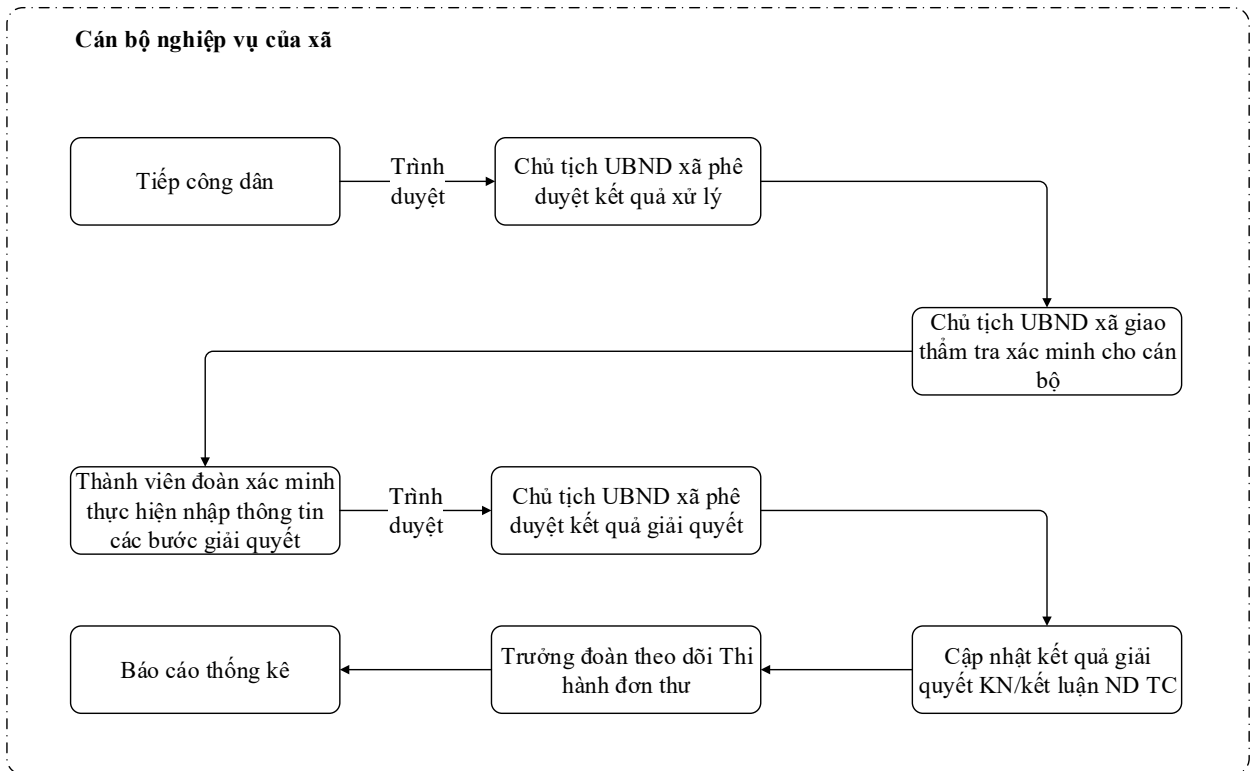 Cán bộ nghiệp vụ của xã
Tiếp công dân
Trình
duyệt
Chủ tịch UBND xã phê
duyệt kết quả xử lý
Chủ tịch UBND xã giao
thẩm tra xác minh cho cán
bộ
Thành viên đoàn xác minh
thực hiện nhập thông tin
các bước giải quyết
Trình
duyệt
Chủ tịch UBND xã phê
duyệt kết quả giải quyết
Cập nhật kết quả giải
quyết KN/kết luận ND TC
Trưởng đoàn theo dõi Thi
hành đơn thư
Báo cáo thống kê